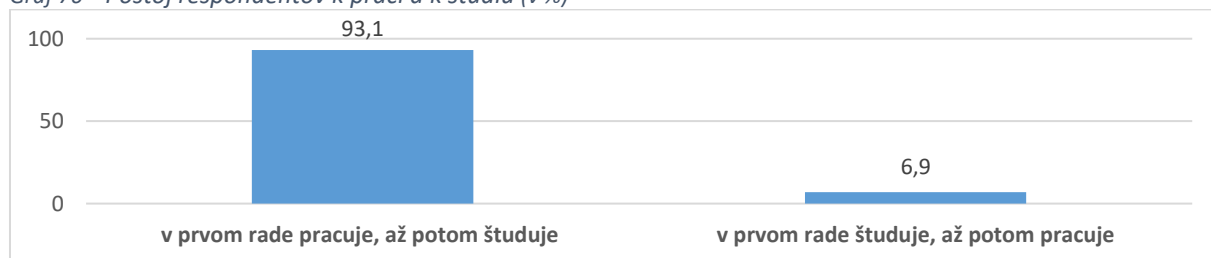 100
93,1
50
6,9
0
v prvom rade pracuje, až potom študuje
v prvom rade študuje, až potom pracuje